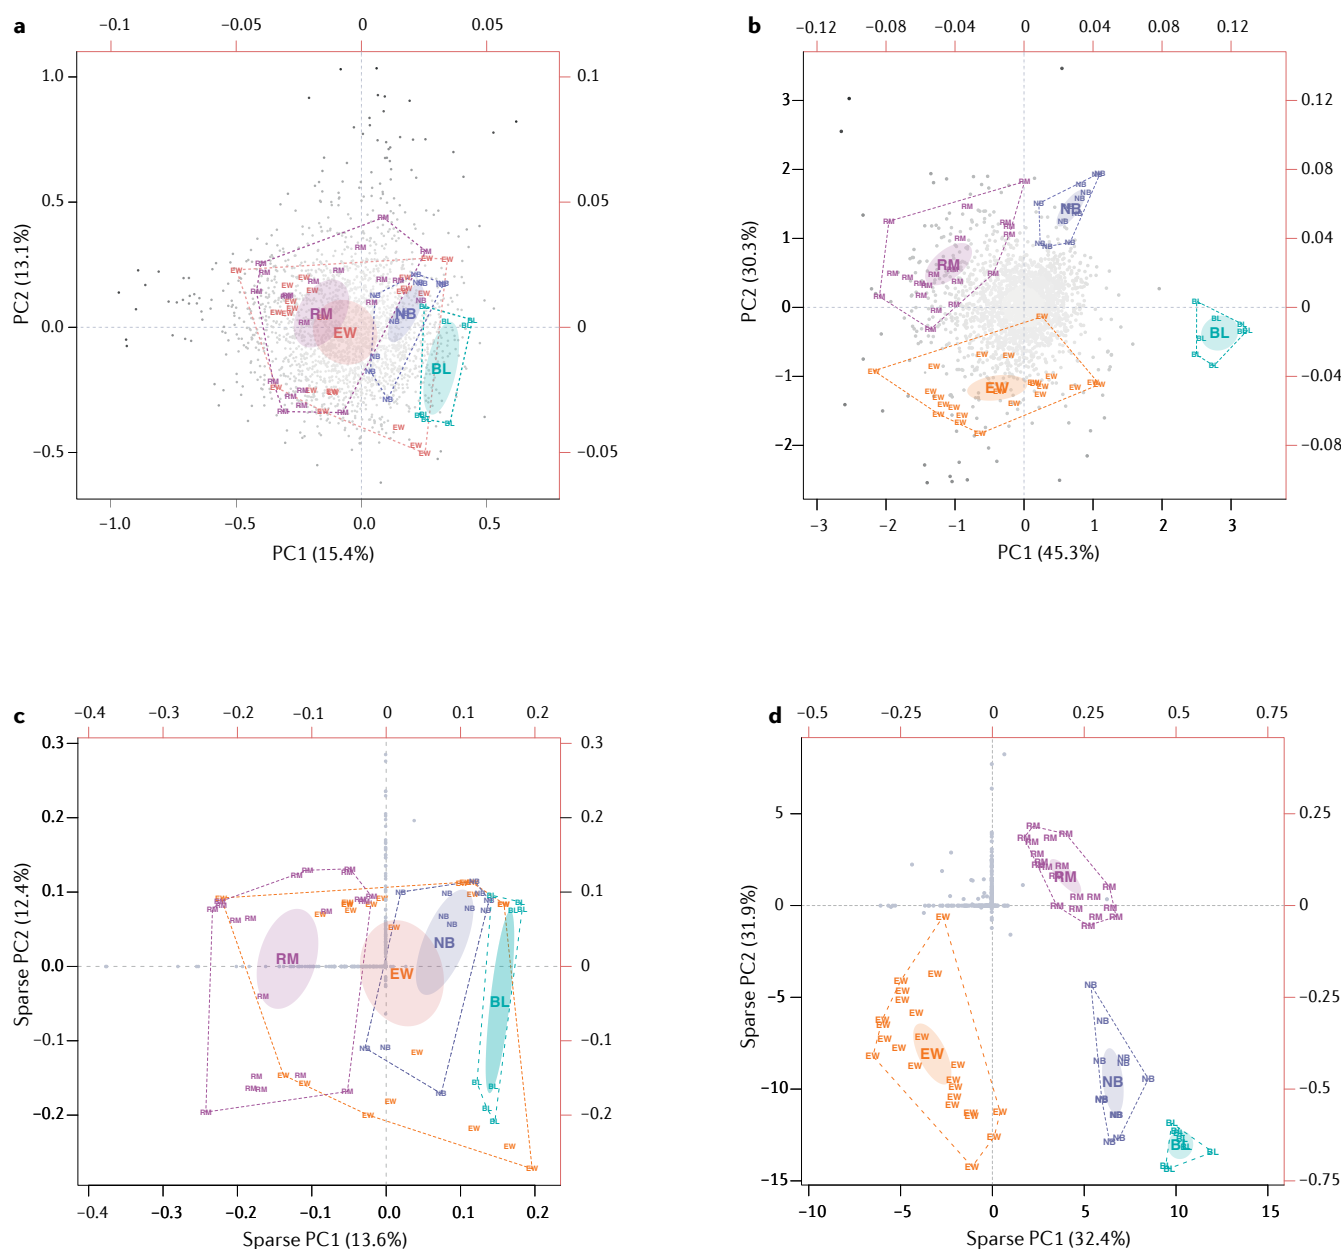 a
−0.1 −0.05 0 0.05
PC2 (13.1%)
1.0 0.1
0.5 0.05
RM EW NB BL
0.0 0
−0.5 −0.05
−1.0 −0.5 0.0 0.5
PC1 (15.4%)
b
−0.12 −0.08 −0.04 0 0.04 0.08 0.12
PC2 (30.3%)
3 0.12
2 0.08
NB
1 0.04
RM
0 0
BL
−1 −0.04
EW
−2 −0.08
−3 −2 −1 0 1 2 3
PC1 (45.3%)
c
−0.4 −0.3 −0.2 −0.1 0 0.1 0.2
Sparse PC2 (12.4%)
0.3 0.3
0.2 0.2
0.1 0.1
NB
RM
0.0 0
EW
BL
−0.1 −0.1
−0.2 −0.2
−0.4 −0.0 −0.2 −0.1 0.0 0.1 0.2
Sparse PC1 (13.6%)
d
−0.5 −0.25 0 0.25 0.5 0.75
Sparse PC2 (31.9%)
5 0.25
RM
0 0
−5 −0.25
EW
NB
−10 −0.5
BL
−15 −0.75
−10 −5 0 5 10 15
Sparse PC1 (32.4%)